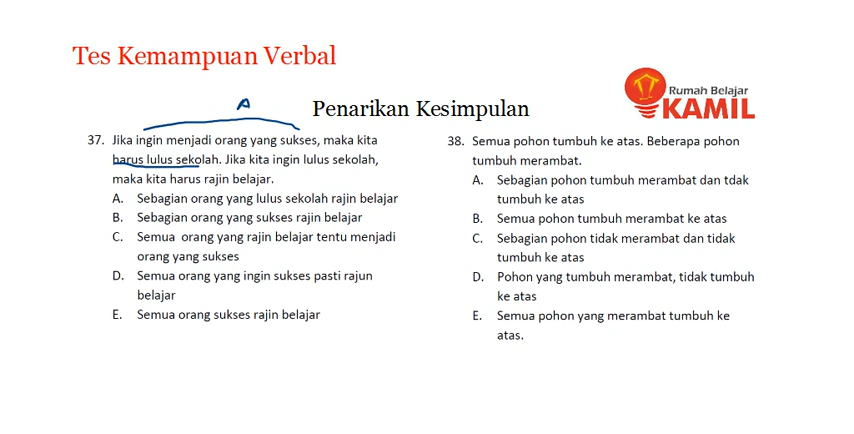 Tes Kemampuan Verbal
Rumah Belajar
KAMIL
A
Penarikan Kesimpulan
37. Jika ingin menjadi orang yang sukses, maka kita
harus lulus sekolah. Jika kita ingin lulus sekolah,
maka kita harus rajin belajar.
A. Sebagian orang yang lulus sekolah rajin belajar
B. Sebagian orang yang sukses rajin belajar
C. Semua orang yang rajin belajar tentu menjadi
orang yang sukses
D. Semua orang yang ingin sukses pasti rajun
belajar
E. Semua orang sukses rajin belajar
38. Semua pohon tumbuh ke atas. Beberapa pohon
tumbuh merambat.
A. Sebagian pohon tumbuh merambat dan tdak
tumbuh ke atas
B. Semua pohon tumbuh merambat ke atas
C. Sebagian pohon tidak merambat dan tidak
tumbuh ke atas
D. Pohon yang tumbuh merambat, tidak tumbuh
ke atas
E. Semua pohon yang merambat tumbuh ke
atas.